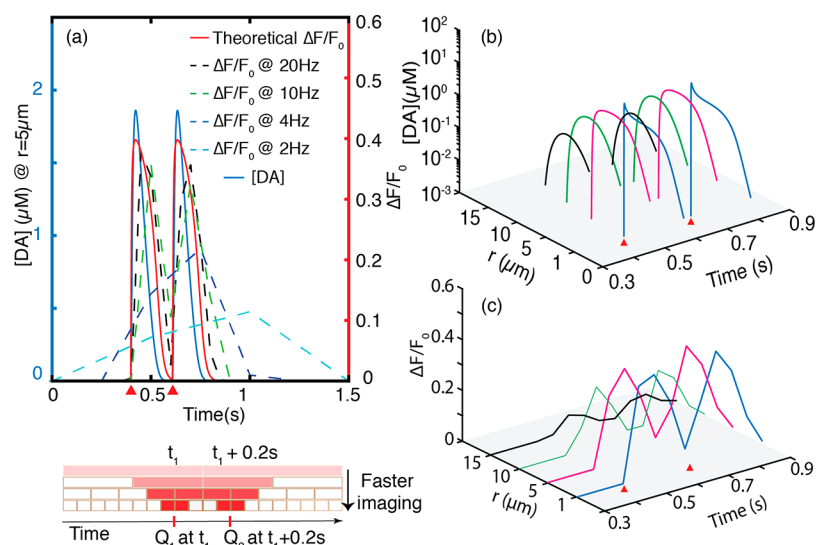 (a)
Theoretical ΔF/F0
ΔF/F0 @ 20Hz
ΔF/F0 @ 10Hz
ΔF/F0 @ 4Hz
ΔF/F0 @ 2Hz
[DA]
[DA] (µM) @ r=5µm
2
1
0
0.6
0.5
0.4
0.3
0.2
0.1
0
ΔF/F0
0 0.5 1 1.5
Time(s)
t1 t1 + 0.2s
Faster
imaging
Time
Q1 at t1 at t1+0.2s
(b)
[DA](µM)
10^2
10^1
10^0
10^-1
10^-2
10^-3
15
10
5
1
0
r (µm)
0.3
0.5
0.7
0.9
Time (s)
(c)
ΔF/F0
0.6
0.4
0.2
0
15
10
5
1
r (µm)
0.3
0.5
0.7
0.9
Time (s)